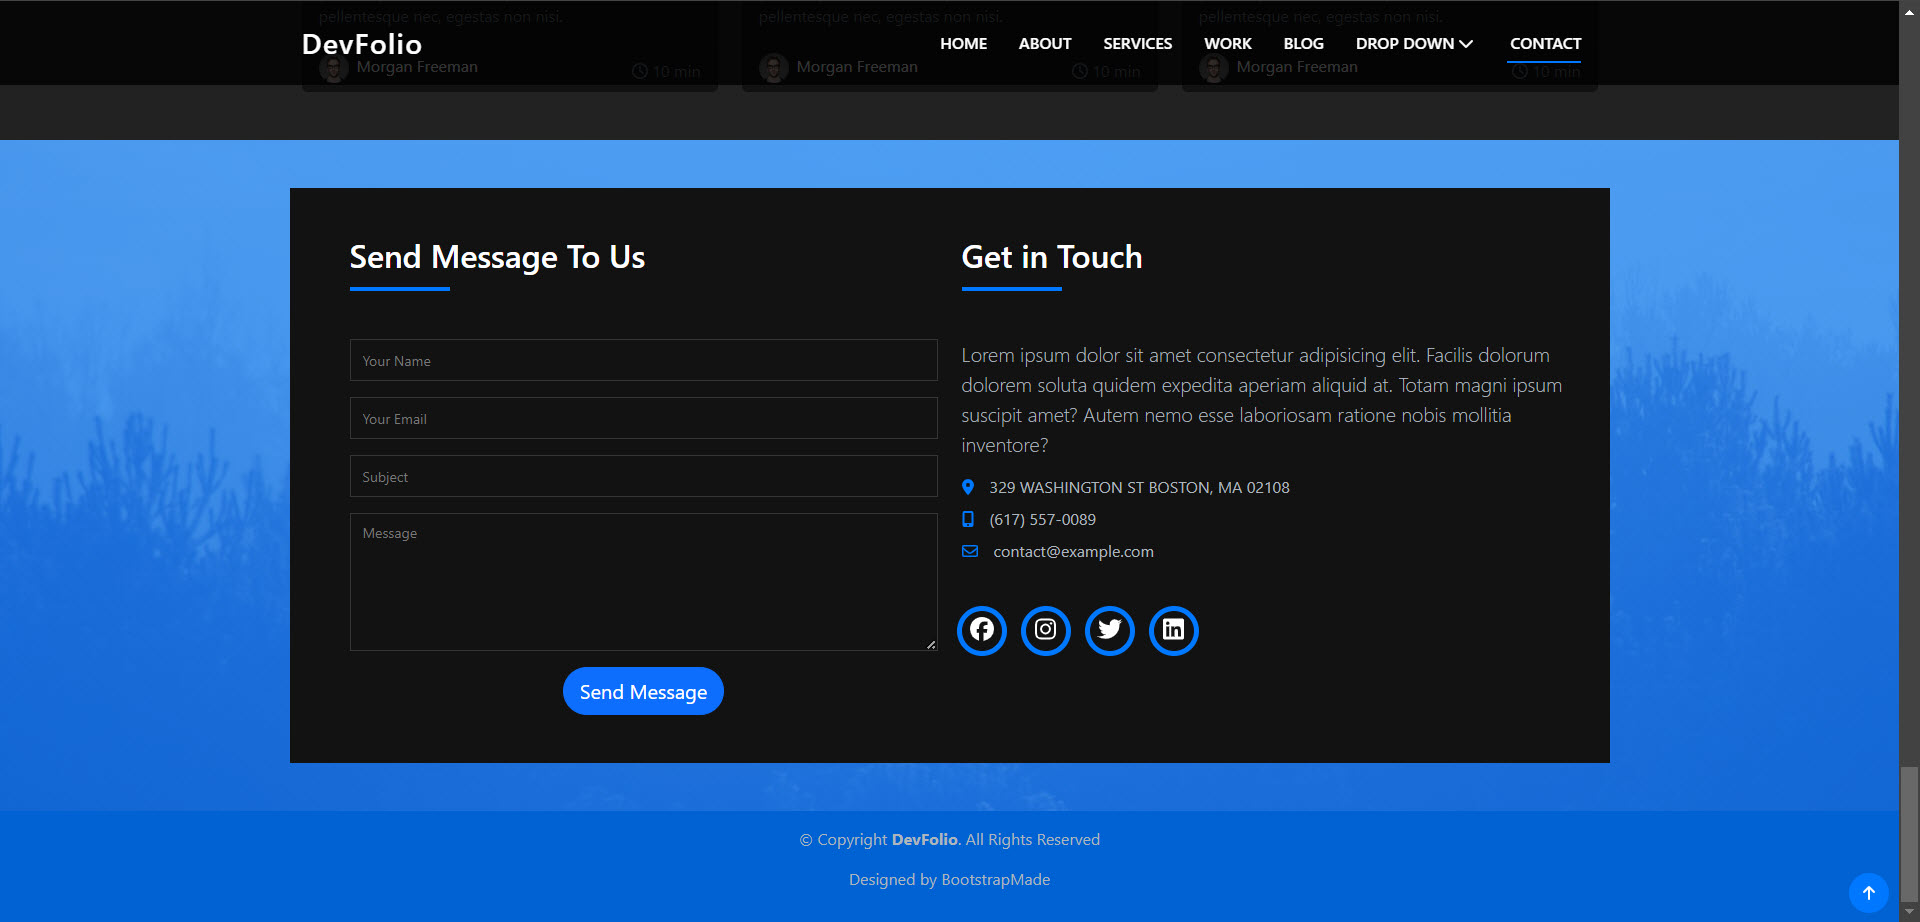 pellentesque nec, egestas non nisi.
pellentesque nec, egestas non nisi.
pellentesque nec, egestas non nisi.
DevFolio
HOME
ABOUT
SERVICES
WORK
BLOG
DROP DOWN
CONTACT
Morgan Freeman
10 min
Morgan Freeman
10 min
Morgan Freeman
10 min
Send Message To Us
Your Name
Your Email
Subject
Message
Send Message
Get in Touch
Lorem ipsum dolor sit amet consectetur adipisicing elit. Facilis dolorum
dolorem soluta quidem expedita aperiam aliquid at. Totam magni ipsum
suscipit amet? Autem nemo esse laboriosam ratione nobis mollitia
inventore?
329 WASHINGTON ST BOSTON, MA 02108
(617) 557-0089
contact@example.com
© Copyright DevFolio. All Rights Reserved
Designed by BootstrapMade